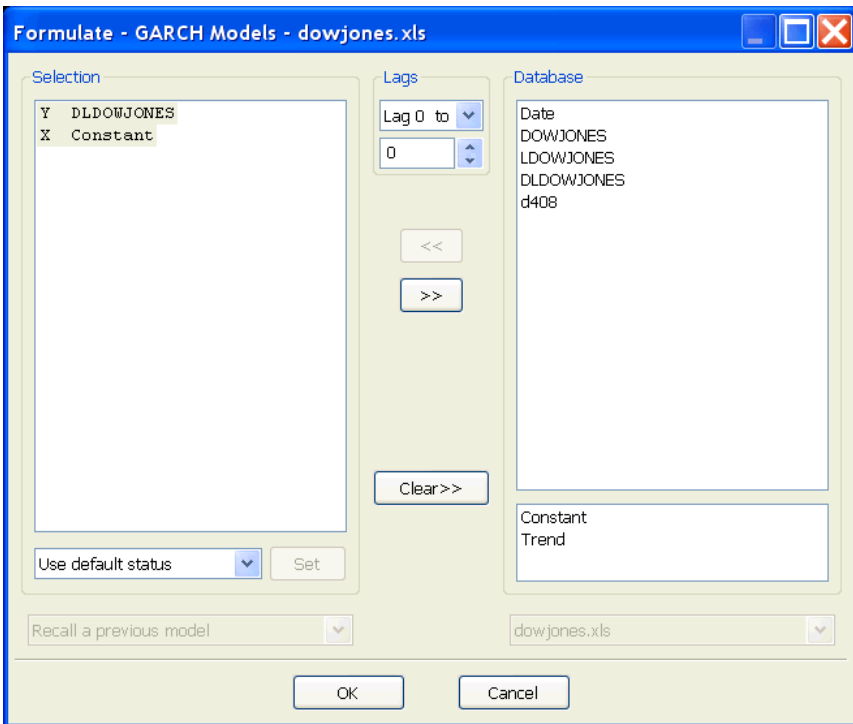 Formulate - GARCH Models - dowjones.xls
Selection
Y DLDOWJONES
X Constant
Use default status
Set
Recall a previous model
Lags
Lag 0 to
0
<<
>>
Clear>>
Database
Date
DOWJONES
LDOWJONES
DLDOWJONES
d408
Constant
Trend
dowjones.xls
OK
Cancel